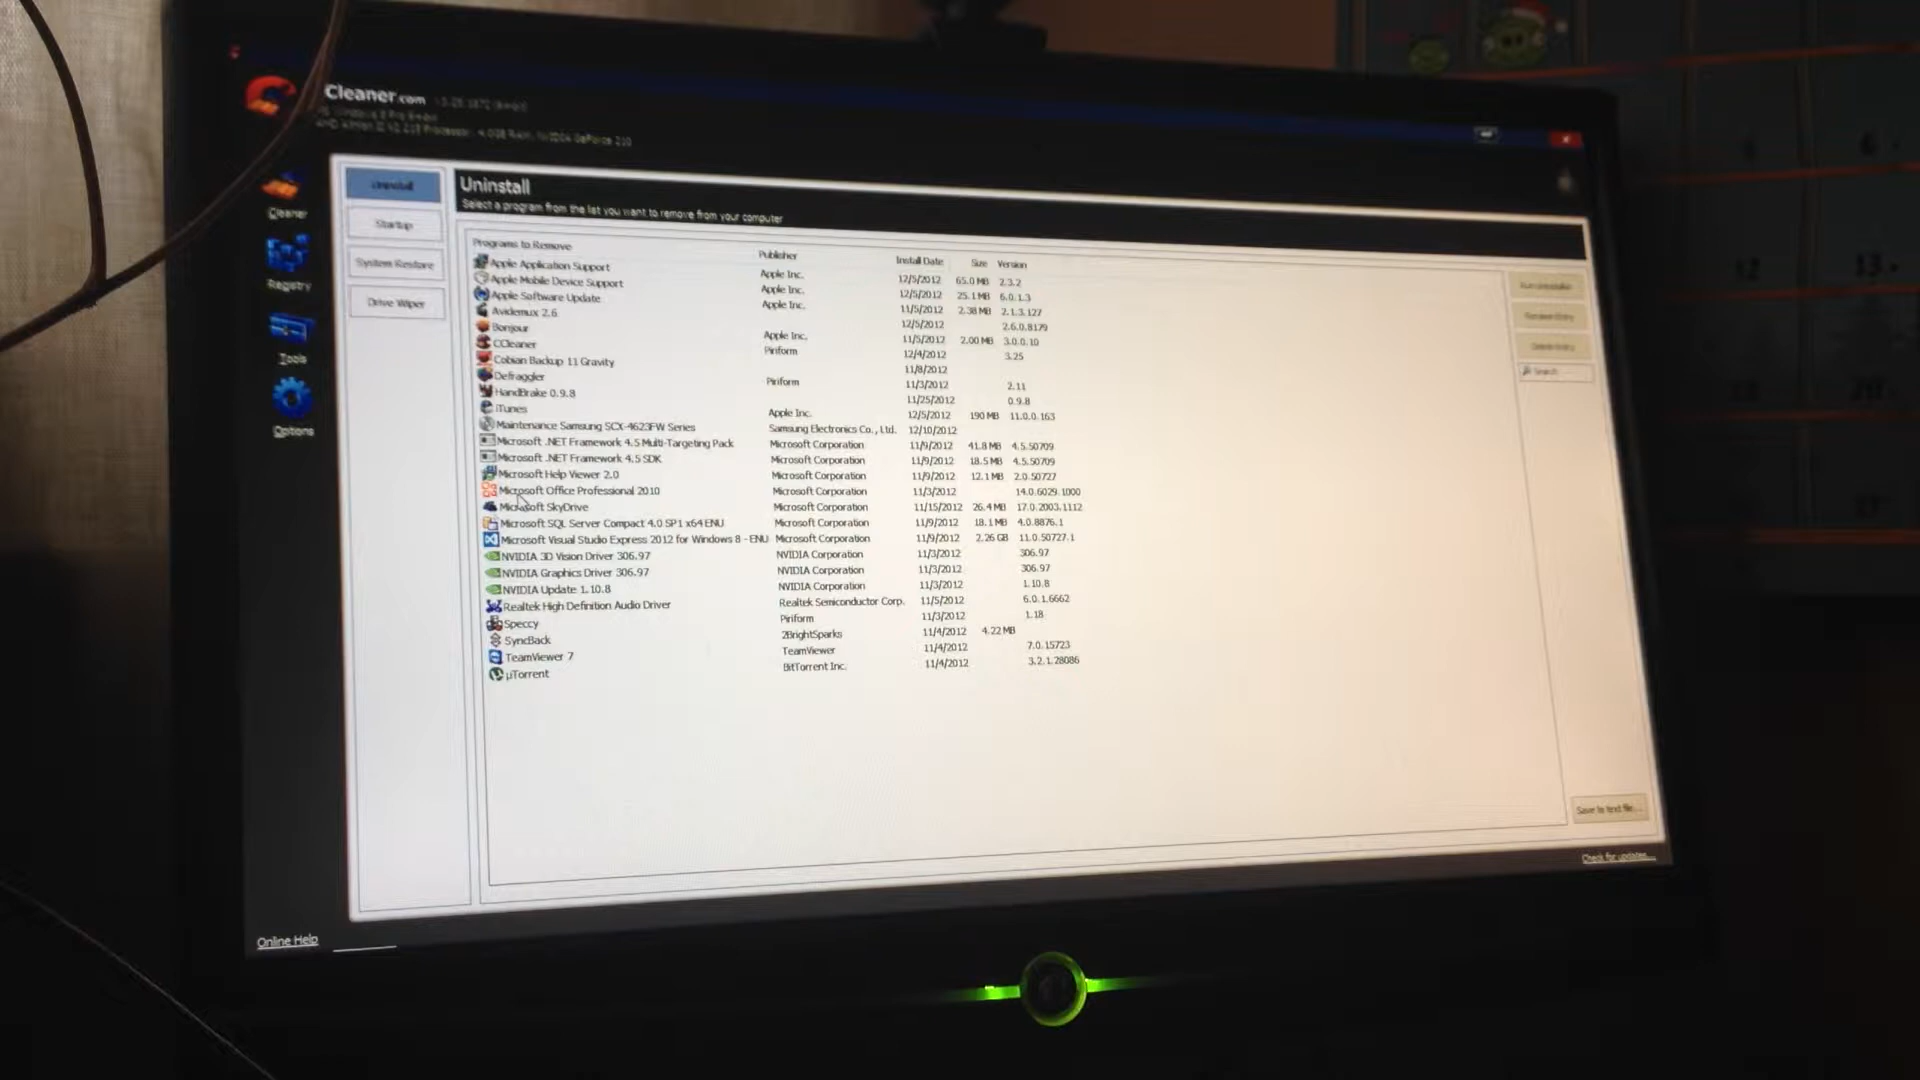 Cleaner.com
Uninstall
Startup
System Restore
Drive Wiper
Cleaner
Registry
Tools
Options
Uninstall
Select a program from the list you want to remove from your computer
Programs to Remove Publisher Install Date Size Version
Apple Application Support Apple Inc. 12/5/2012 65.0 MB 2.3.2
Apple Mobile Device Support Apple Inc. 12/5/2012 25.1 MB 6.0.1.3
Apple Software Update Apple Inc. 11/5/2012 2.38 MB 2.1.3.127
Avidemux 2.6 12/5/2012 2.6.0.8179
Bonjour Apple Inc. 11/5/2012 2.00 MB 3.0.0.10
CCleaner Piriform 12/4/2012 3.25
Cobian Backup 11 Gravity 11/8/2012
Defraggler Piriform 11/3/2012 2.11
HandBrake 0.9.8 11/25/2012 0.9.8
iTunes Apple Inc. 12/5/2012 190 MB 11.0.0.163
Maintenance Samsung SCX-4623FW Series Samsung Electronics Co., Ltd. 12/10/2012
Microsoft .NET Framework 4.5 Multi-Targeting Pack Microsoft Corporation 11/9/2012 41.8 MB 4.5.50709
Microsoft .NET Framework 4.5 SDK Microsoft Corporation 11/9/2012 18.5 MB 4.5.50709
Microsoft Help Viewer 2.0 Microsoft Corporation 11/9/2012 12.1 MB 2.0.50727
Microsoft Office Professional 2010 Microsoft Corporation 11/3/2012 14.0.6029.1000
Microsoft SkyDrive Microsoft Corporation 11/15/2012 26.4 MB 17.0.2003.1112
Microsoft SQL Server Compact 4.0 SP1 x64 ENU Microsoft Corporation 11/9/2012 18.1 MB 4.0.8876.1
Microsoft Visual Studio Express 2012 for Windows 8 - ENU Microsoft Corporation 11/9/2012 2.26 GB 11.0.50727.1
NVIDIA 3D Vision Driver 306.97 NVIDIA Corporation 11/3/2012 306.97
NVIDIA Graphics Driver 306.97 NVIDIA Corporation 11/3/2012 306.97
NVIDIA Update 1.10.8 NVIDIA Corporation 11/3/2012 1.10.8
Realtek High Definition Audio Driver Realtek Semiconductor Corp. 11/5/2012 6.0.1.6662
Speccy Piriform 11/3/2012 1.18
SyncBack 2BrightSparks 11/4/2012 4.22 MB
TeamViewer 7 TeamViewer 11/4/2012 7.0.15723
µTorrent BitTorrent Inc. 11/4/2012 3.2.1.28086
Search
Save to text file...
Check for updates...
Online Help
12
13.